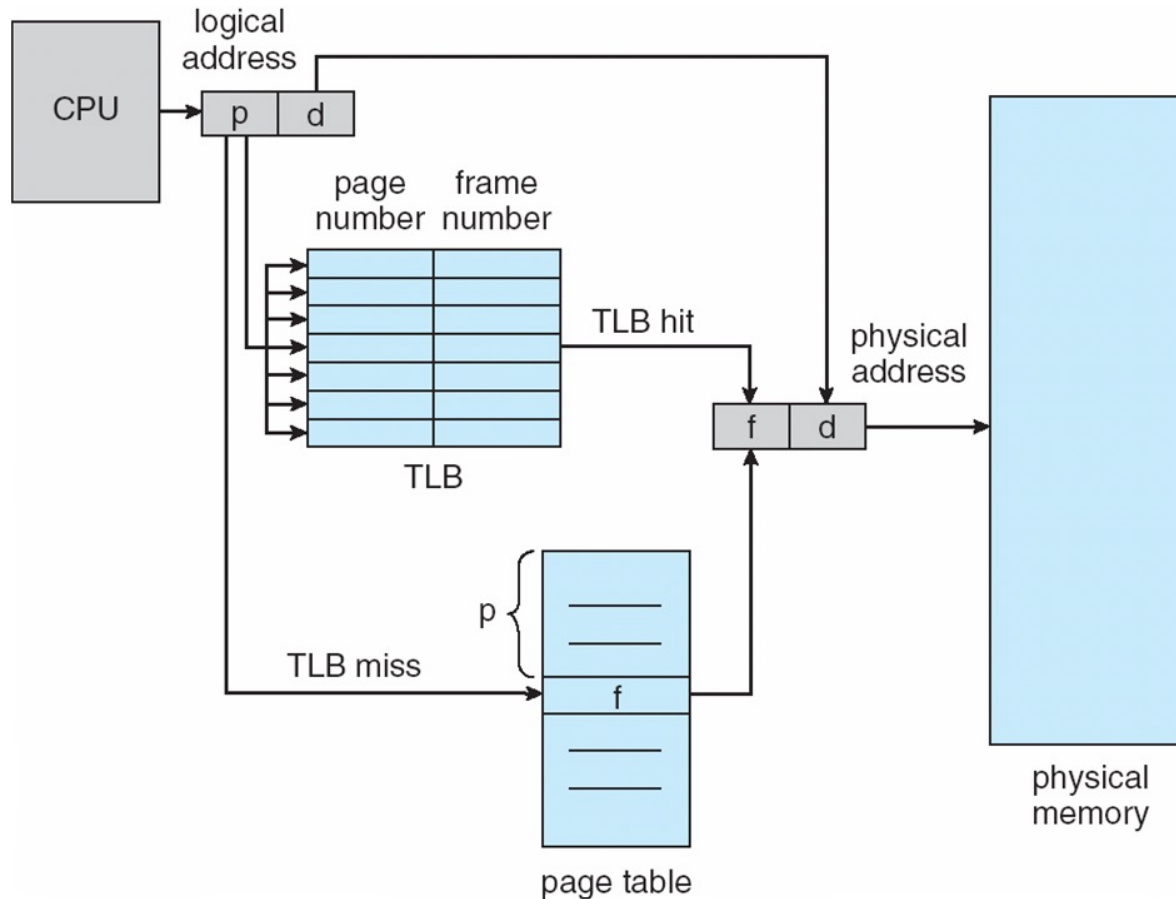 logical
address
CPU
p
d
page
number
frame
number
TLB hit
physical
address
f
d
TLB
p
TLB miss
f
page table
physical
memory